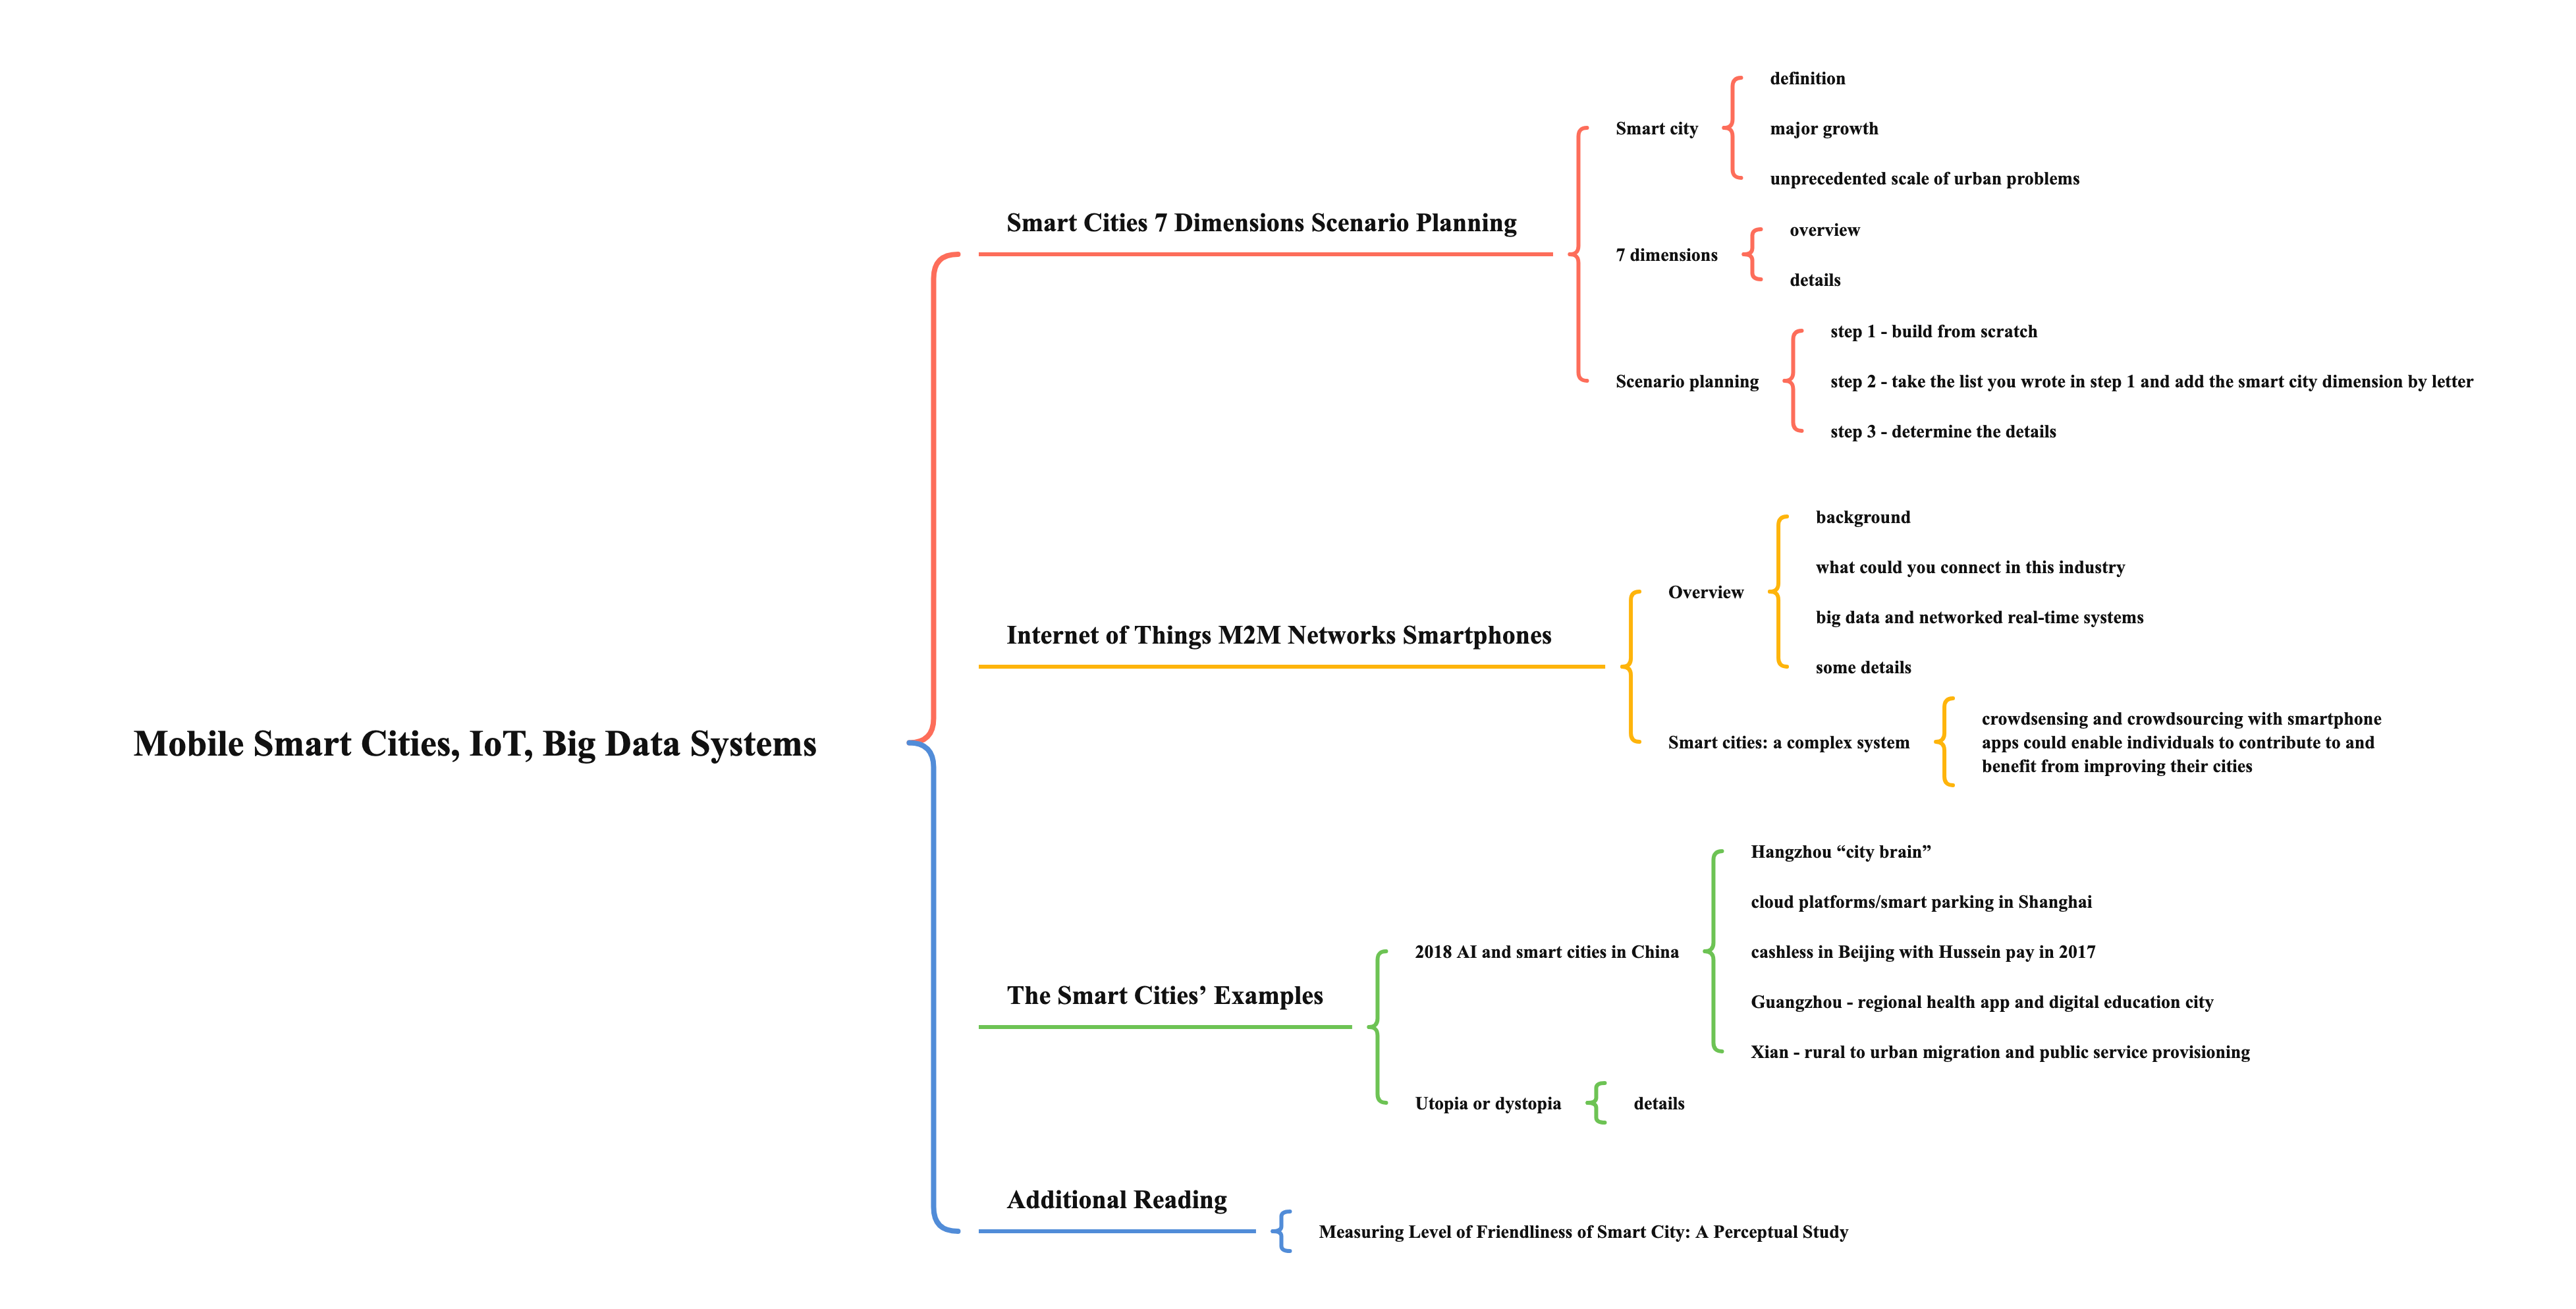 Mobile Smart Cities, IoT, Big Data Systems
Smart Cities 7 Dimensions Scenario Planning
Smart city
definition
major growth
unprecedented scale of urban problems
7 dimensions
overview
details
Scenario planning
step 1 - build from scratch
step 2 - take the list you wrote in step 1 and add the smart city dimension by letter
step 3 - determine the details
Internet of Things M2M Networks Smartphones
Overview
background
what could you connect in this industry
big data and networked real-time systems
some details
Smart cities: a complex system
crowdsensing and crowdsourcing with smartphone
apps could enable individuals to contribute to and
benefit from improving their cities
The Smart Cities’ Examples
2018 AI and smart cities in China
Hangzhou “city brain”
cloud platforms/smart parking in Shanghai
cashless in Beijing with Hussein pay in 2017
Guangzhou - regional health app and digital education city
Xian - rural to urban migration and public service provisioning
Utopia or dystopia
details
Additional Reading
Measuring Level of Friendliness of Smart City: A Perceptual Study